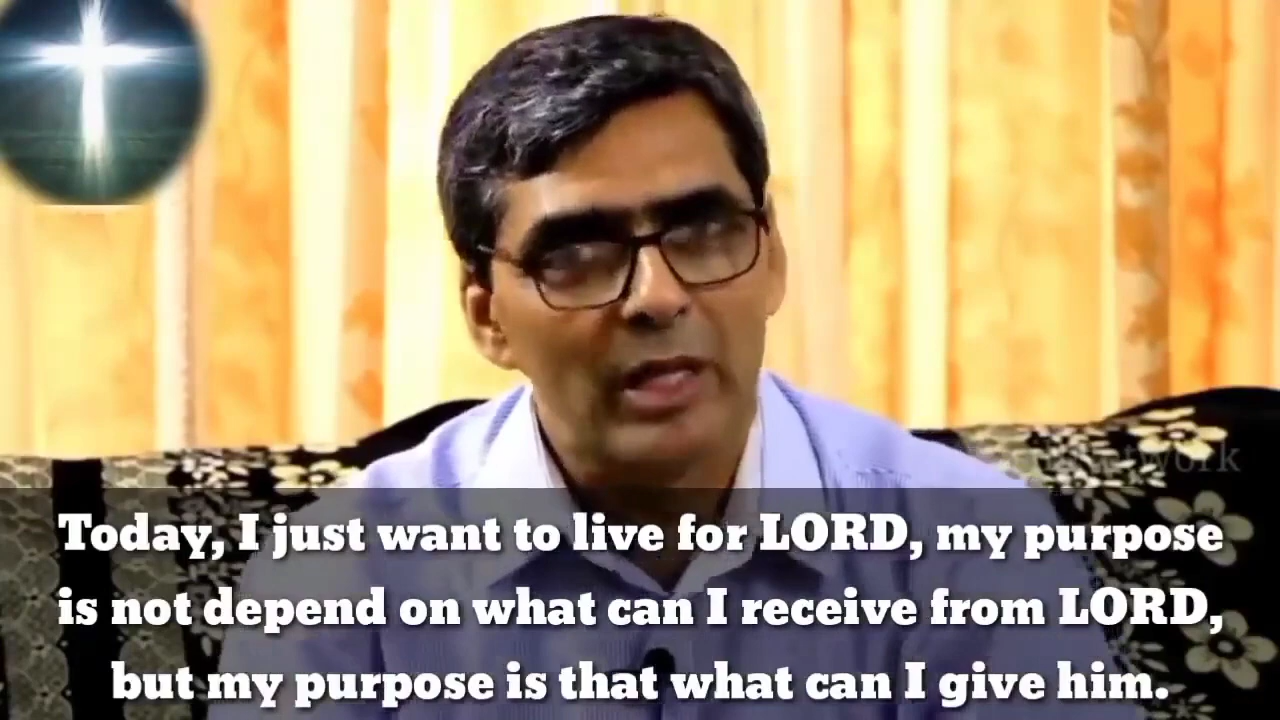 Today, I just want to live for LORD, my purpose
is not depend on what can I receive from LORD,
but my purpose is that what can I give him.